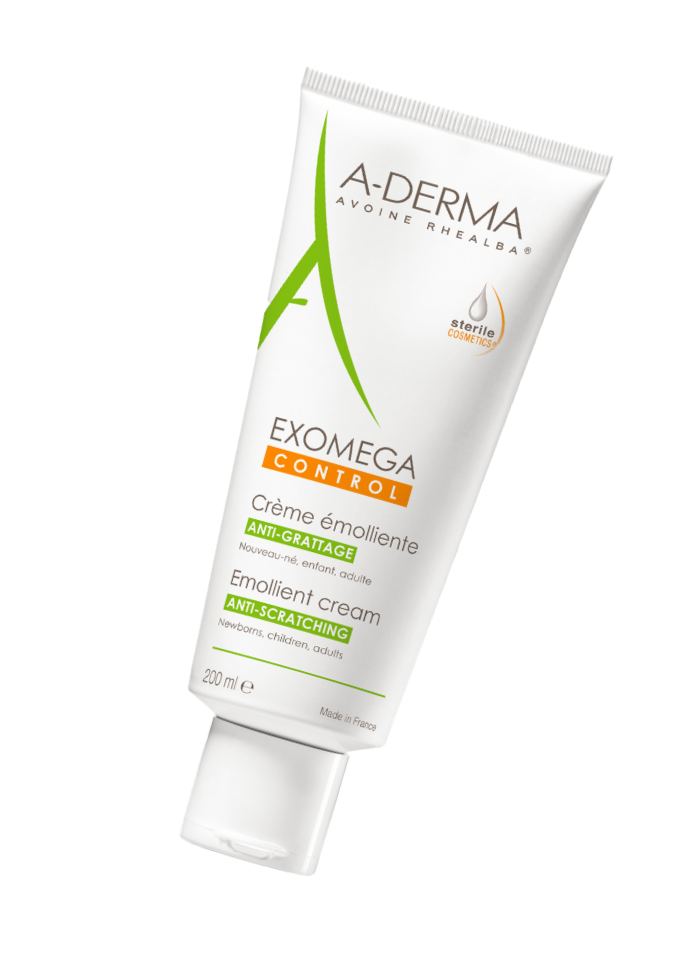 A-DERMA
AVOINE RHEALBA®
sterile
COSMETICS®
EXOMEGA
CONTROL
Crème émolliente
ANTI-GRATTAGE
Nouveau-né, enfant, adulte
Emollient cream
ANTI-SCRATCHING
Newborns, children, adults
200 ml ℮
Made in France